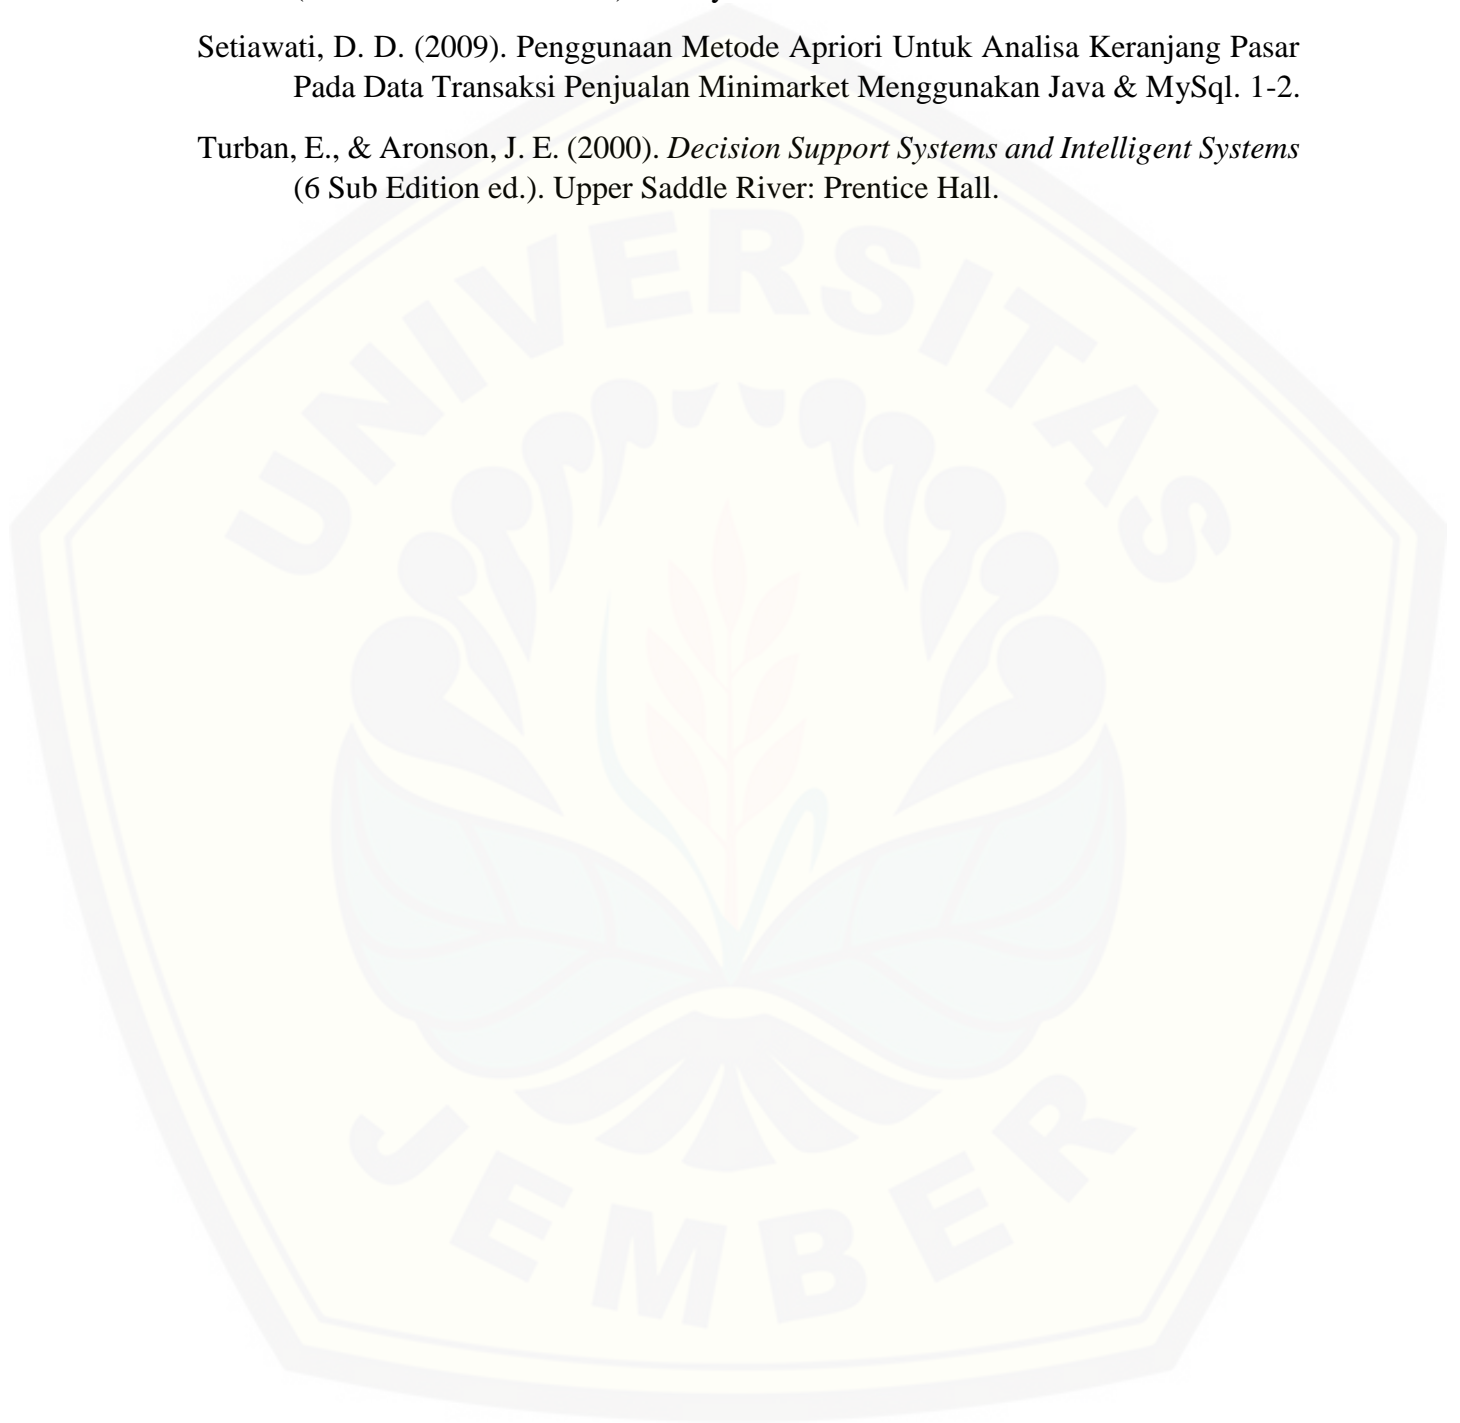 Setiawati, D. D. (2009). Penggunaan Metode Apriori Untuk Analisa Keranjang Pasar
Pada Data Transaksi Penjualan Minimarket Menggunakan Java & MySql. 1-2.
Turban, E., & Aronson, J. E. (2000). Decision Support Systems and Intelligent Systems
(6 Sub Edition ed.). Upper Saddle River: Prentice Hall.
UNIVERSITAS
JEMBER